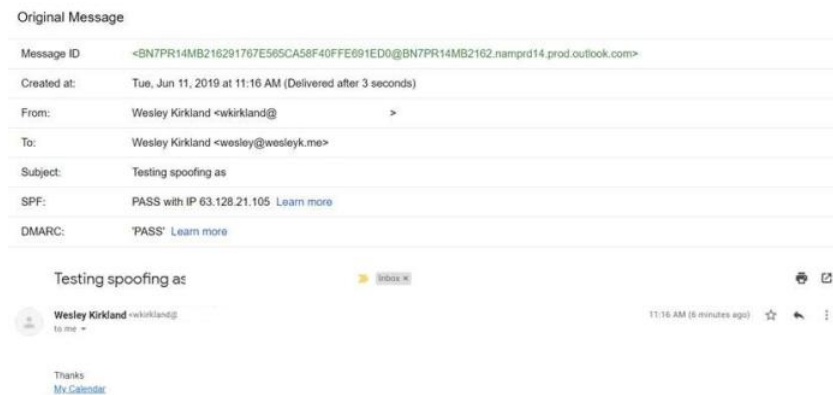 Original Message
Message ID <BN7PR14MB216291767E565CA58F40FFE691ED0@BN7PR14MB2162.namprd14.prod.outlook.com>
Created at: Tue, Jun 11, 2019 at 11:16 AM (Delivered after 3 seconds)
From: Wesley Kirkland <wkirkland@ >
To: Wesley Kirkland <wesley@wesleyk.me>
Subject: Testing spoofing as
SPF: PASS with IP 63.128.21.105 Learn more
DMARC: 'PASS' Learn more
Testing spoofing as Inbox x
Wesley Kirkland <wkirkland@ 11:16 AM (6 minutes ago)
to me
Thanks
My Calendar